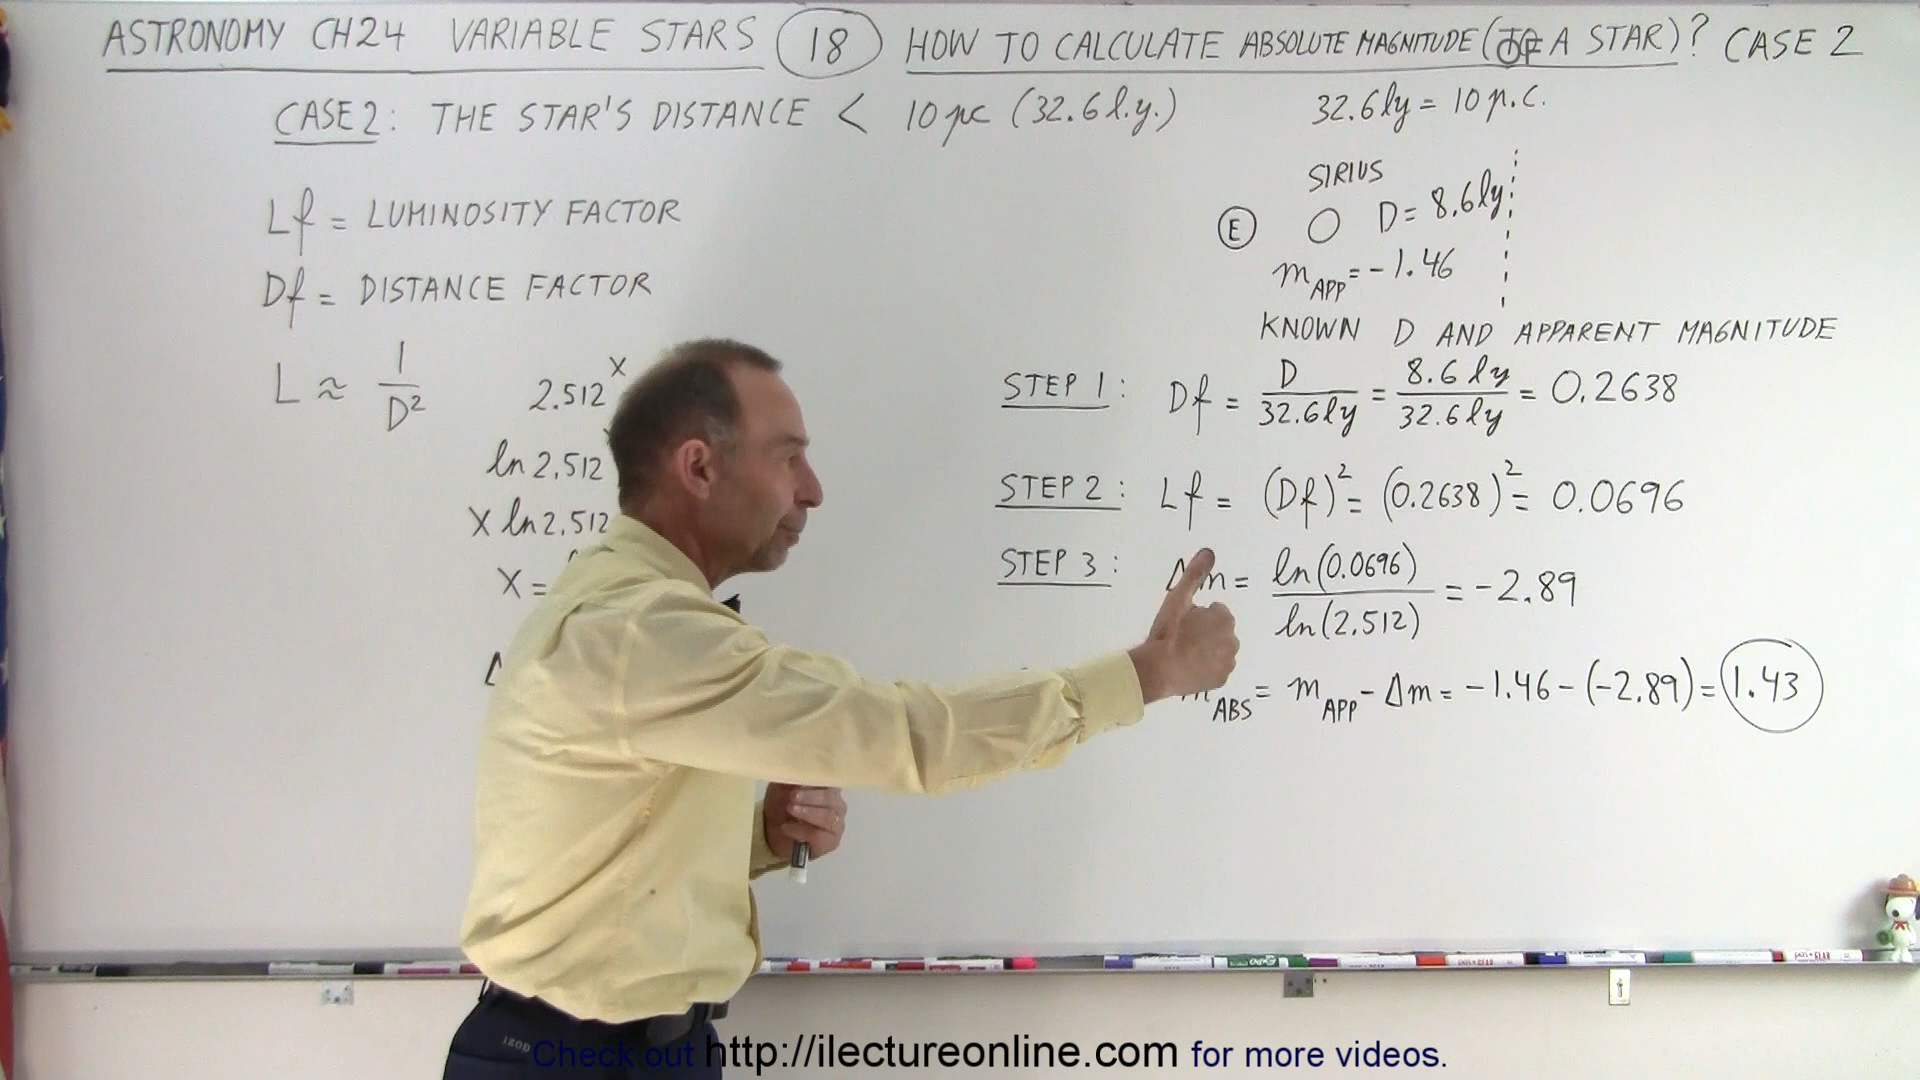 ASTRONOMY CH24 VARIABLE STARS 18 HOW TO CALCULATE ABSOLUTE MAGNITUDE (OF A STAR)? CASE 2
CASE 2: THE STAR'S DISTANCE < 10 pc (32.6 l.y.)
32.6 ly = 10 p.c.
Lf = LUMINOSITY FACTOR
Df = DISTANCE FACTOR
L ≈ 1/D²
2.512^x
ln 2.512
x ln 2.512
x =
SIRIUS
E D = 8.6 ly
m_APP = -1.46
KNOWN D AND APPARENT MAGNITUDE
STEP 1: Df = D/32.6 ly = 8.6 ly/32.6 ly = 0.2638
STEP 2: Lf = (Df)² = (0.2638)² = 0.0696
STEP 3: Δm = ln(0.0696)/ln(2.512) = -2.89
m_ABS = m_APP - Δm = -1.46 - (-2.89) = 1.43
IZOD
Check out http://ilectureonline.com for more videos.